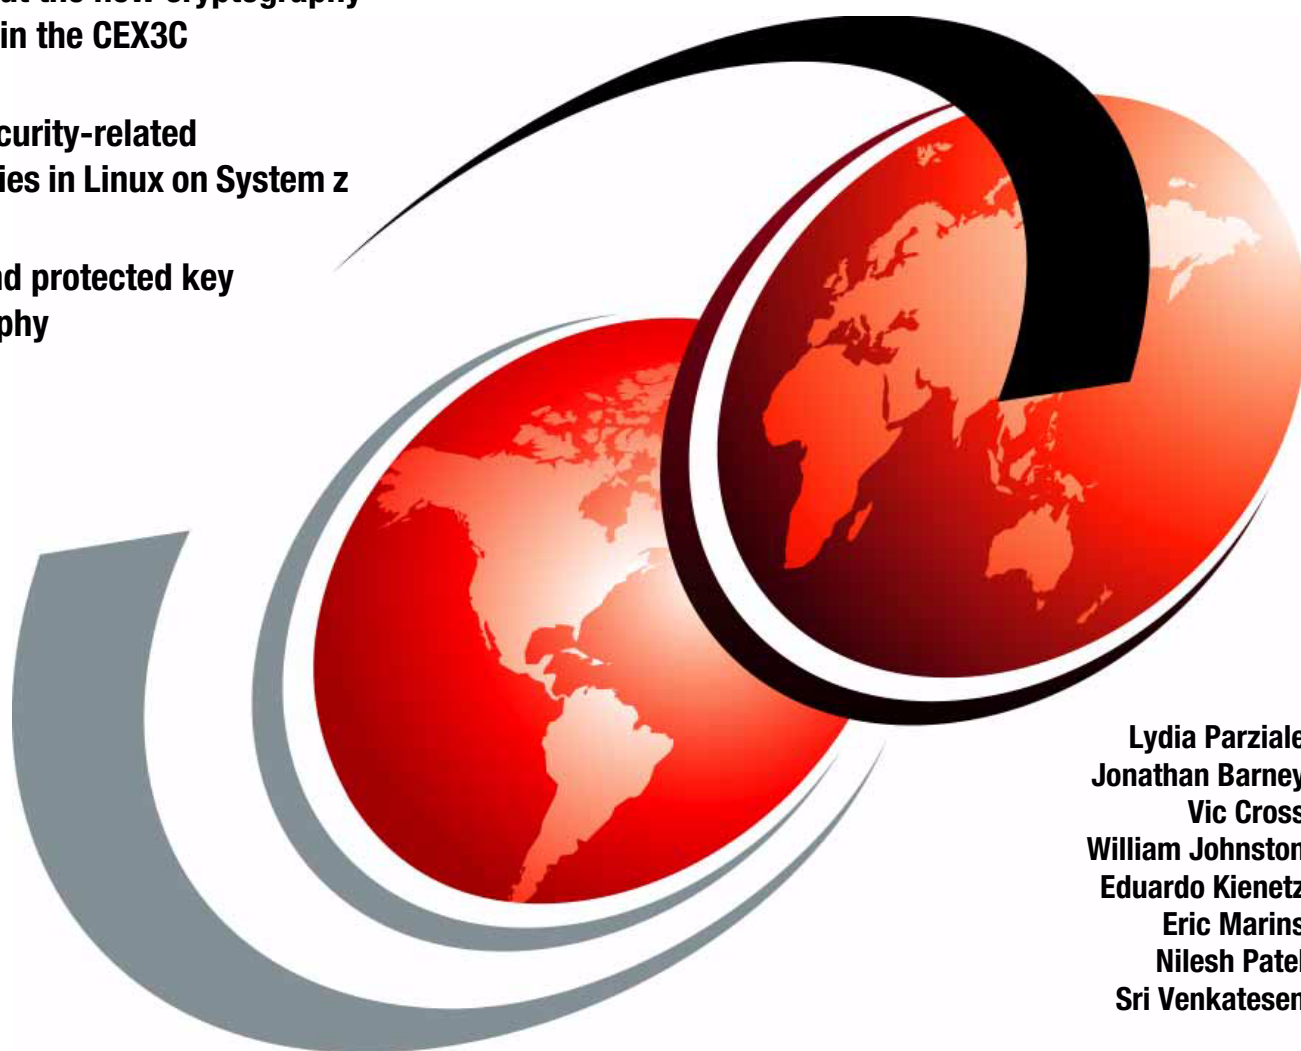 in the CEX3C
curity-related
ies in Linux on System z
nd protected key
phy
Lydia Parziale
Jonathan Barney
Vic Cross
William Johnston
Eduardo Kienetz
Eric Marins
Nilesh Patel
Sri Venkatesen